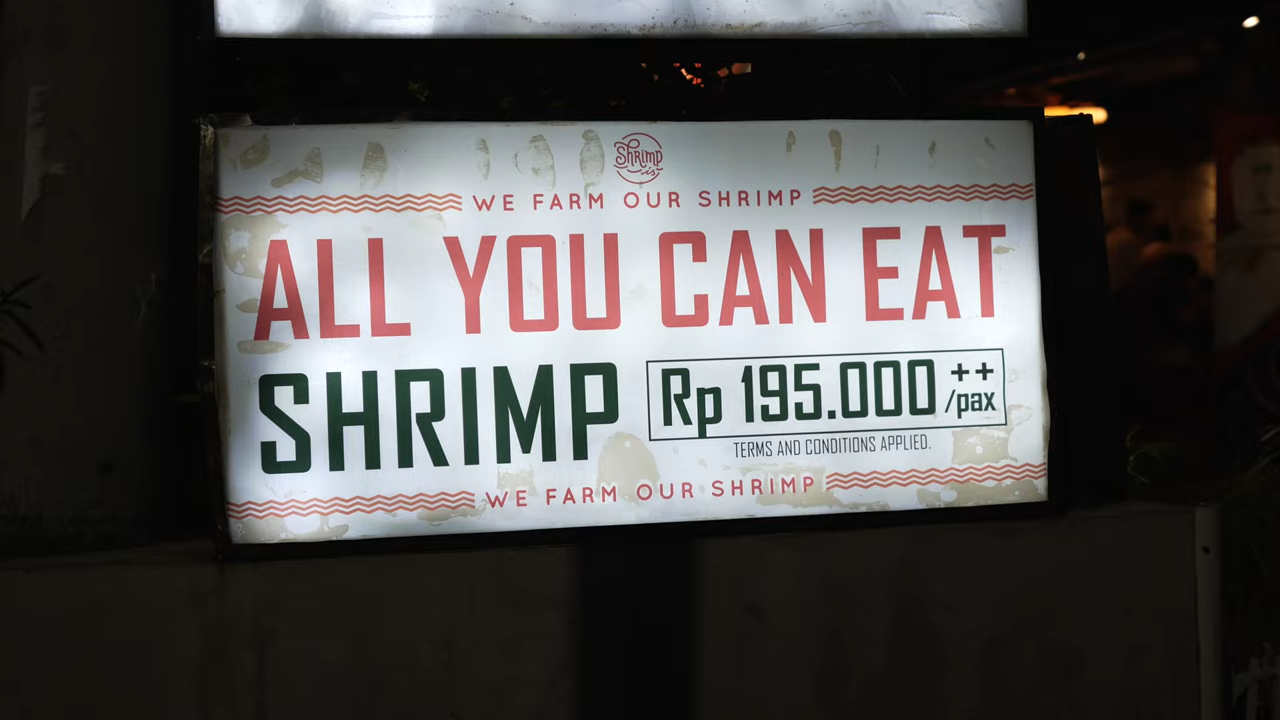 Shrimp
is
WE FARM OUR SHRIMP
ALL YOU CAN EAT
SHRIMP Rp 195.000 ++ /pax
TERMS AND CONDITIONS APPLIED.
WE FARM OUR SHRIMP